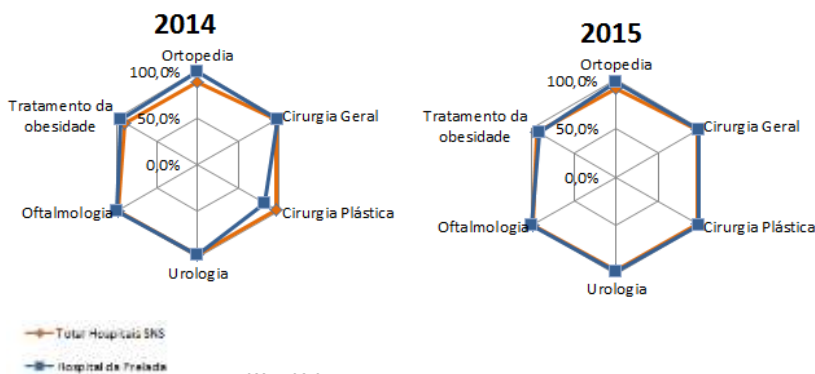 2014
Ortopedia
100,0%
Tratamento da
obesidade
50,0%
Cirurgia Geral
0,0%
Oftalmologia
Cirurgia Plástica
Urologia
2015
Ortopedia
100,0%
Tratamento da
obesidade
50,0%
Cirurgia Geral
0,0%
Oftalmologia
Cirurgia Plástica
Urologia
Total Hospitais SNS
Hospital da Prelada